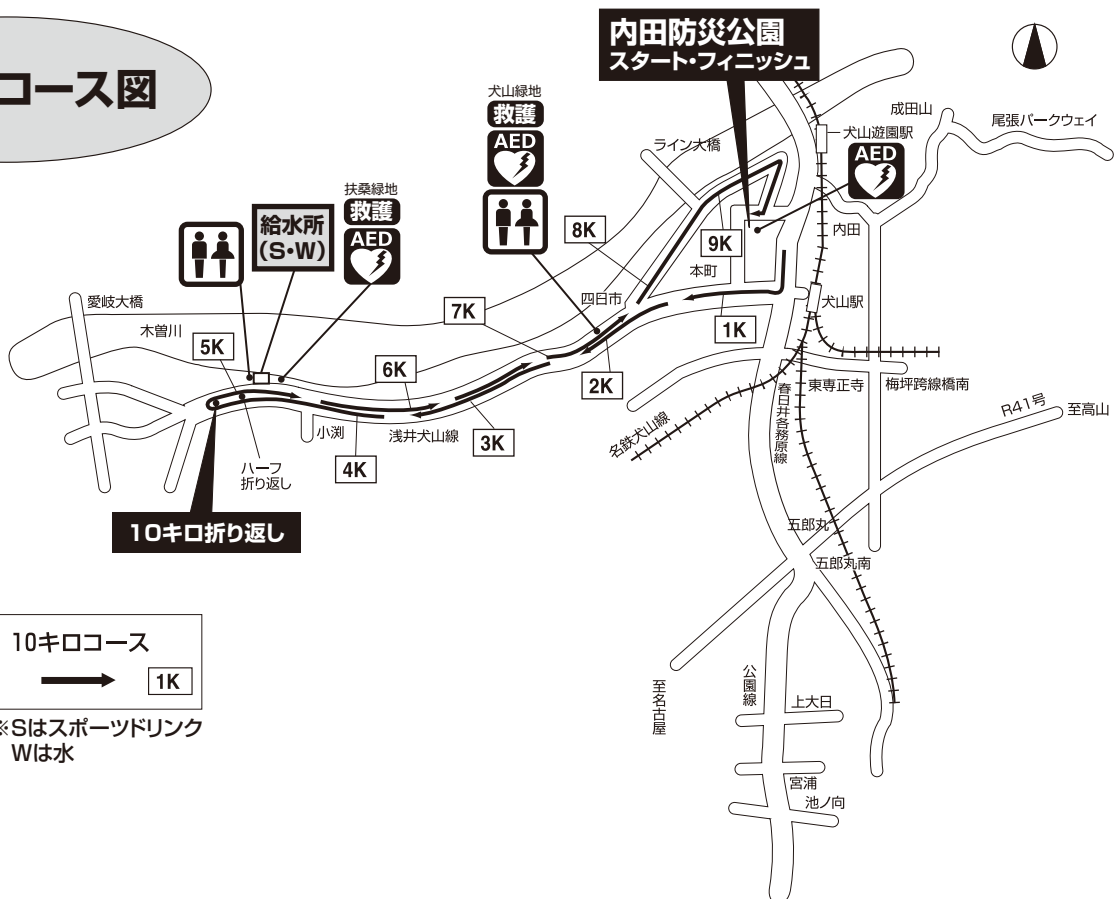 コース図
内田防災公園
スタート・フィニッシュ
成田山
尾張パークウェイ
犬山遊園駅
AED
犬山緑地
救護
AED
ライン大橋
内田
扶桑緑地
救護
AED
給水所
(S・W)
8K
9K
本町
四日市
犬山駅
愛岐大橋
木曽川
7K
1K
5K
6K
2K
東専正寺
梅坪跨線橋南
R41号
至高山
小渕
浅井犬山線
3K
名鉄犬山線
春日井各務原線
ハーフ
折り返し
4K
10キロ折り返し
五郎丸
五郎丸南
10キロコース
1K
※Sはスポーツドリンク
Wは水
至名古屋
公園線
上大日
宮浦
池ノ向